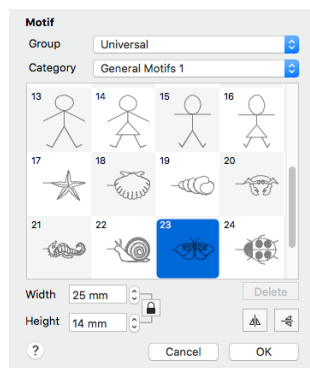 Motif
Group Universal
Category General Motifs 1
13 14 15 16
17 18 19 20
21 22 23 24
Width 25 mm Delete
Height 14 mm
? Cancel OK